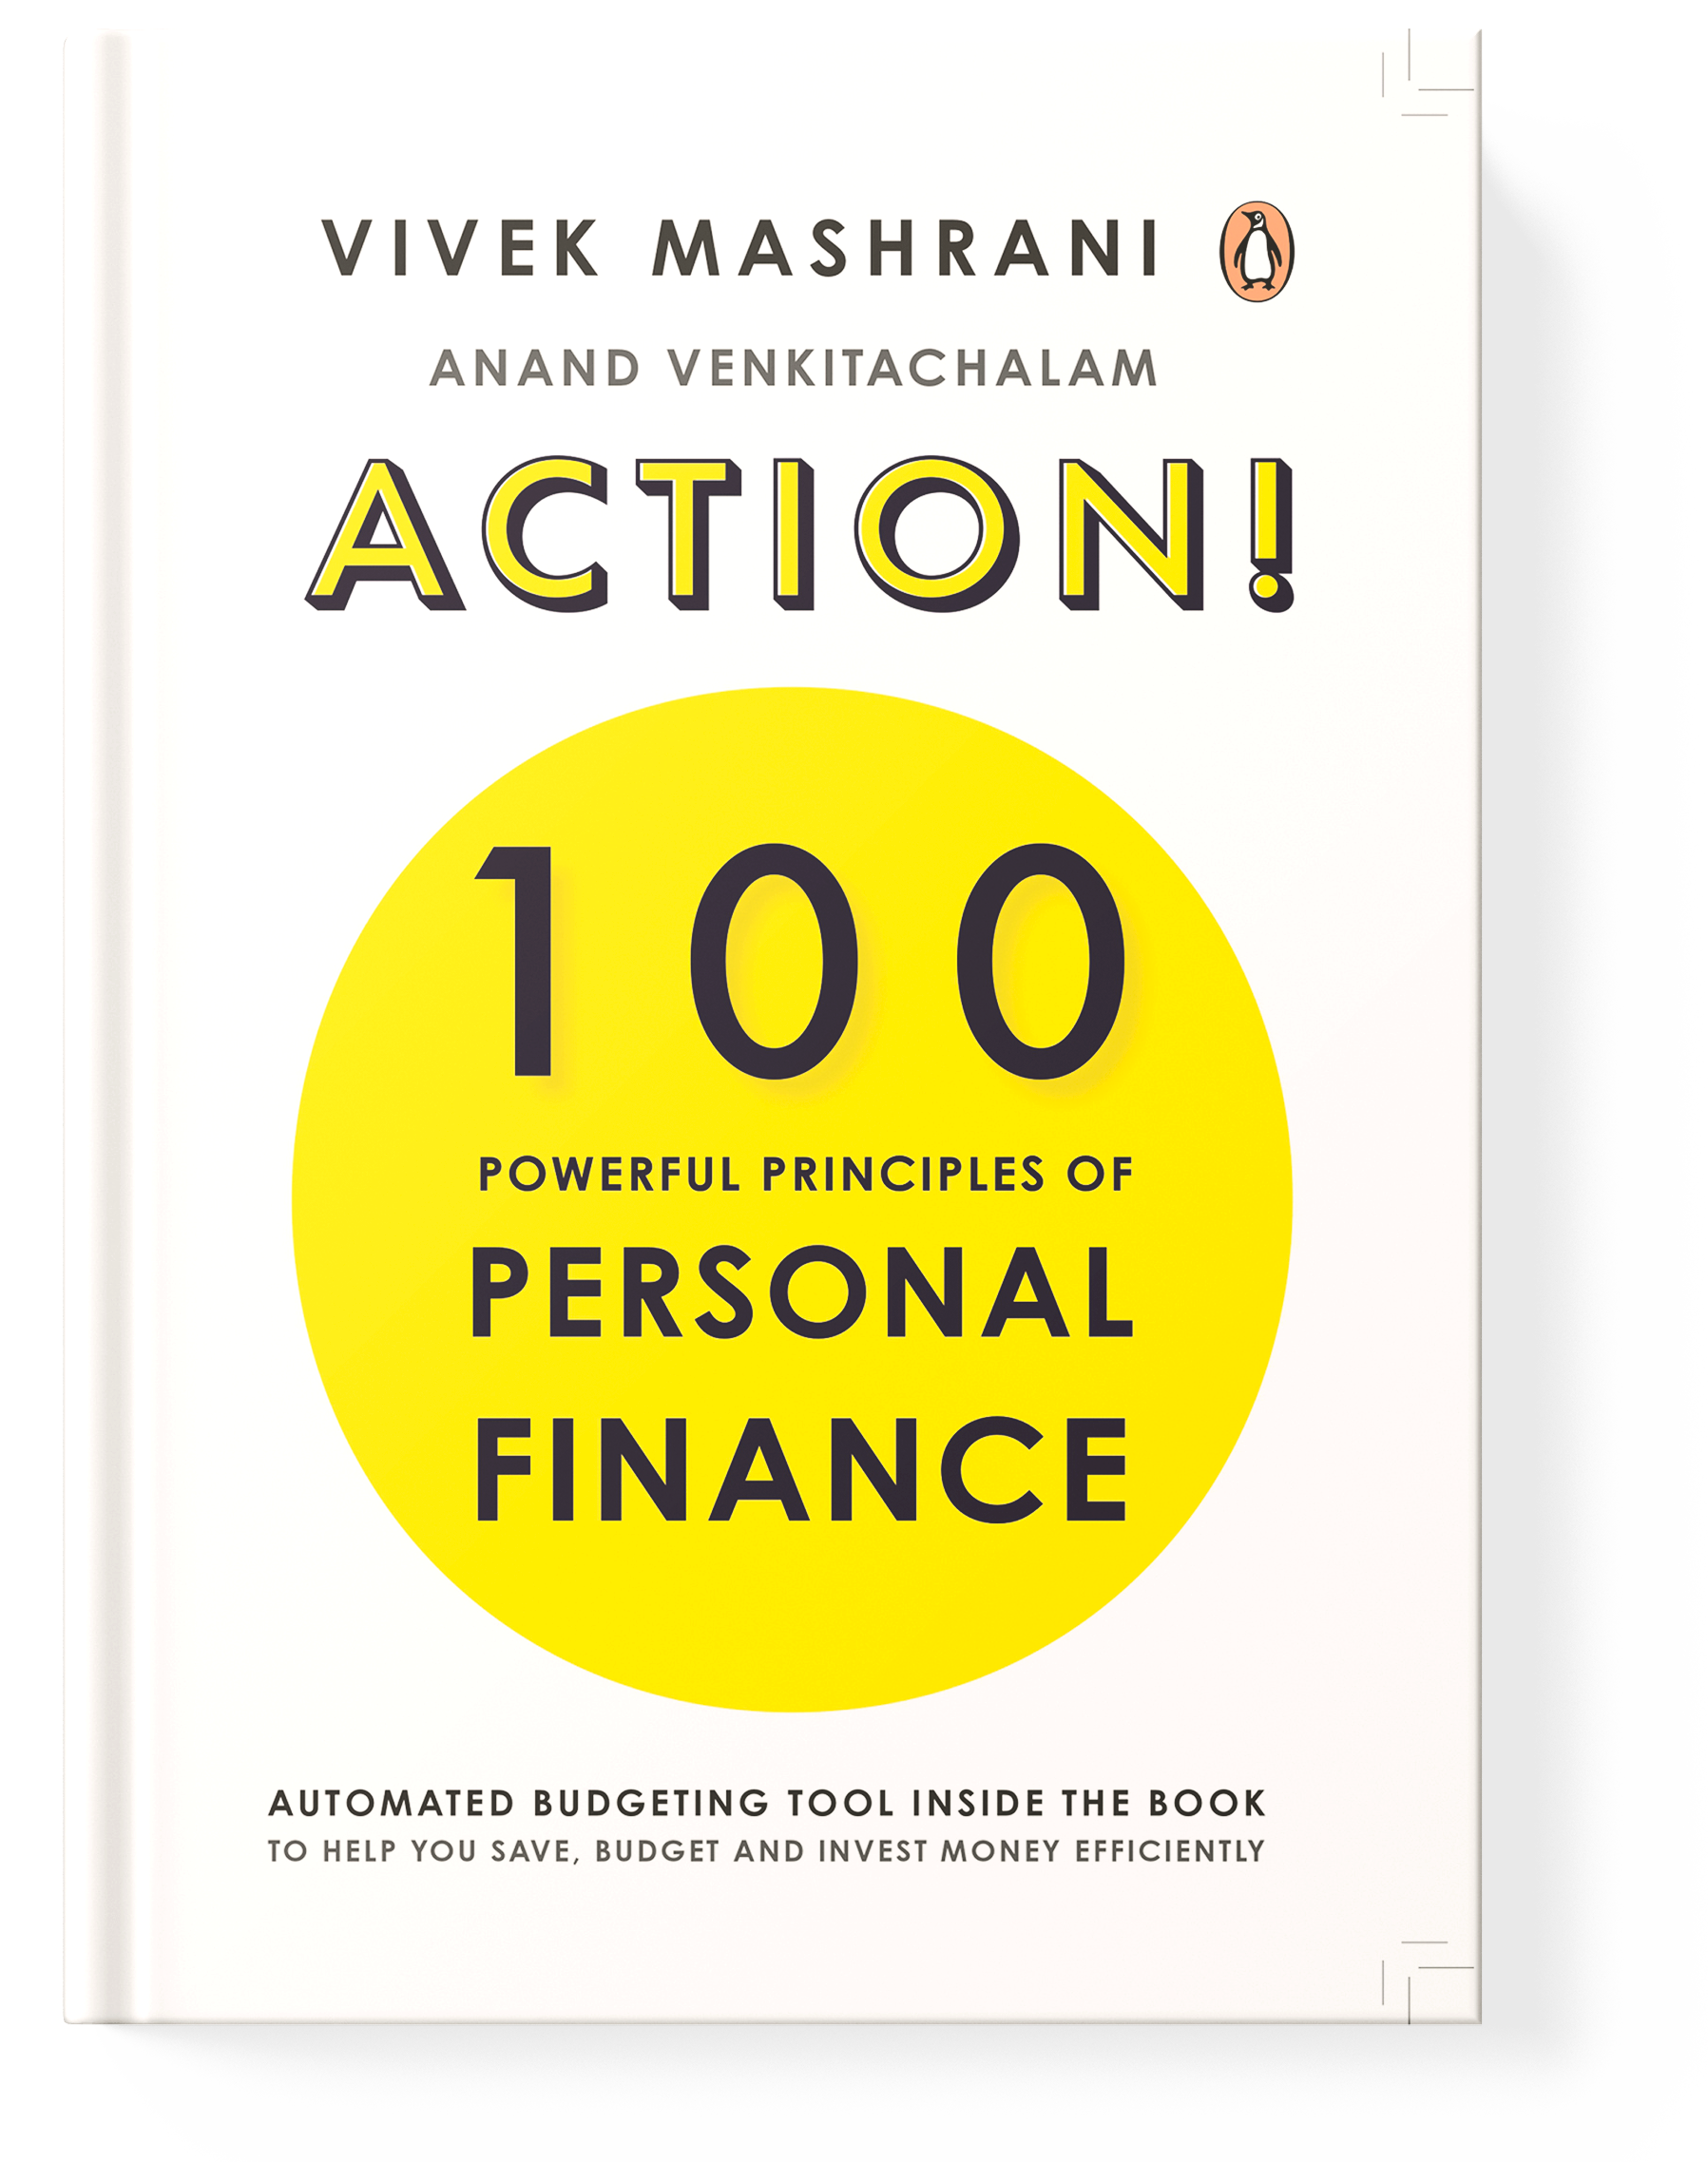 VIVEK MASHRANI
ANAND VENKITACHALAM
ACTION!
100
POWERFUL PRINCIPLES OF
PERSONAL
FINANCE
AUTOMATED BUDGETING TOOL INSIDE THE BOOK
TO HELP YOU SAVE, BUDGET AND INVEST MONEY EFFICIENTLY